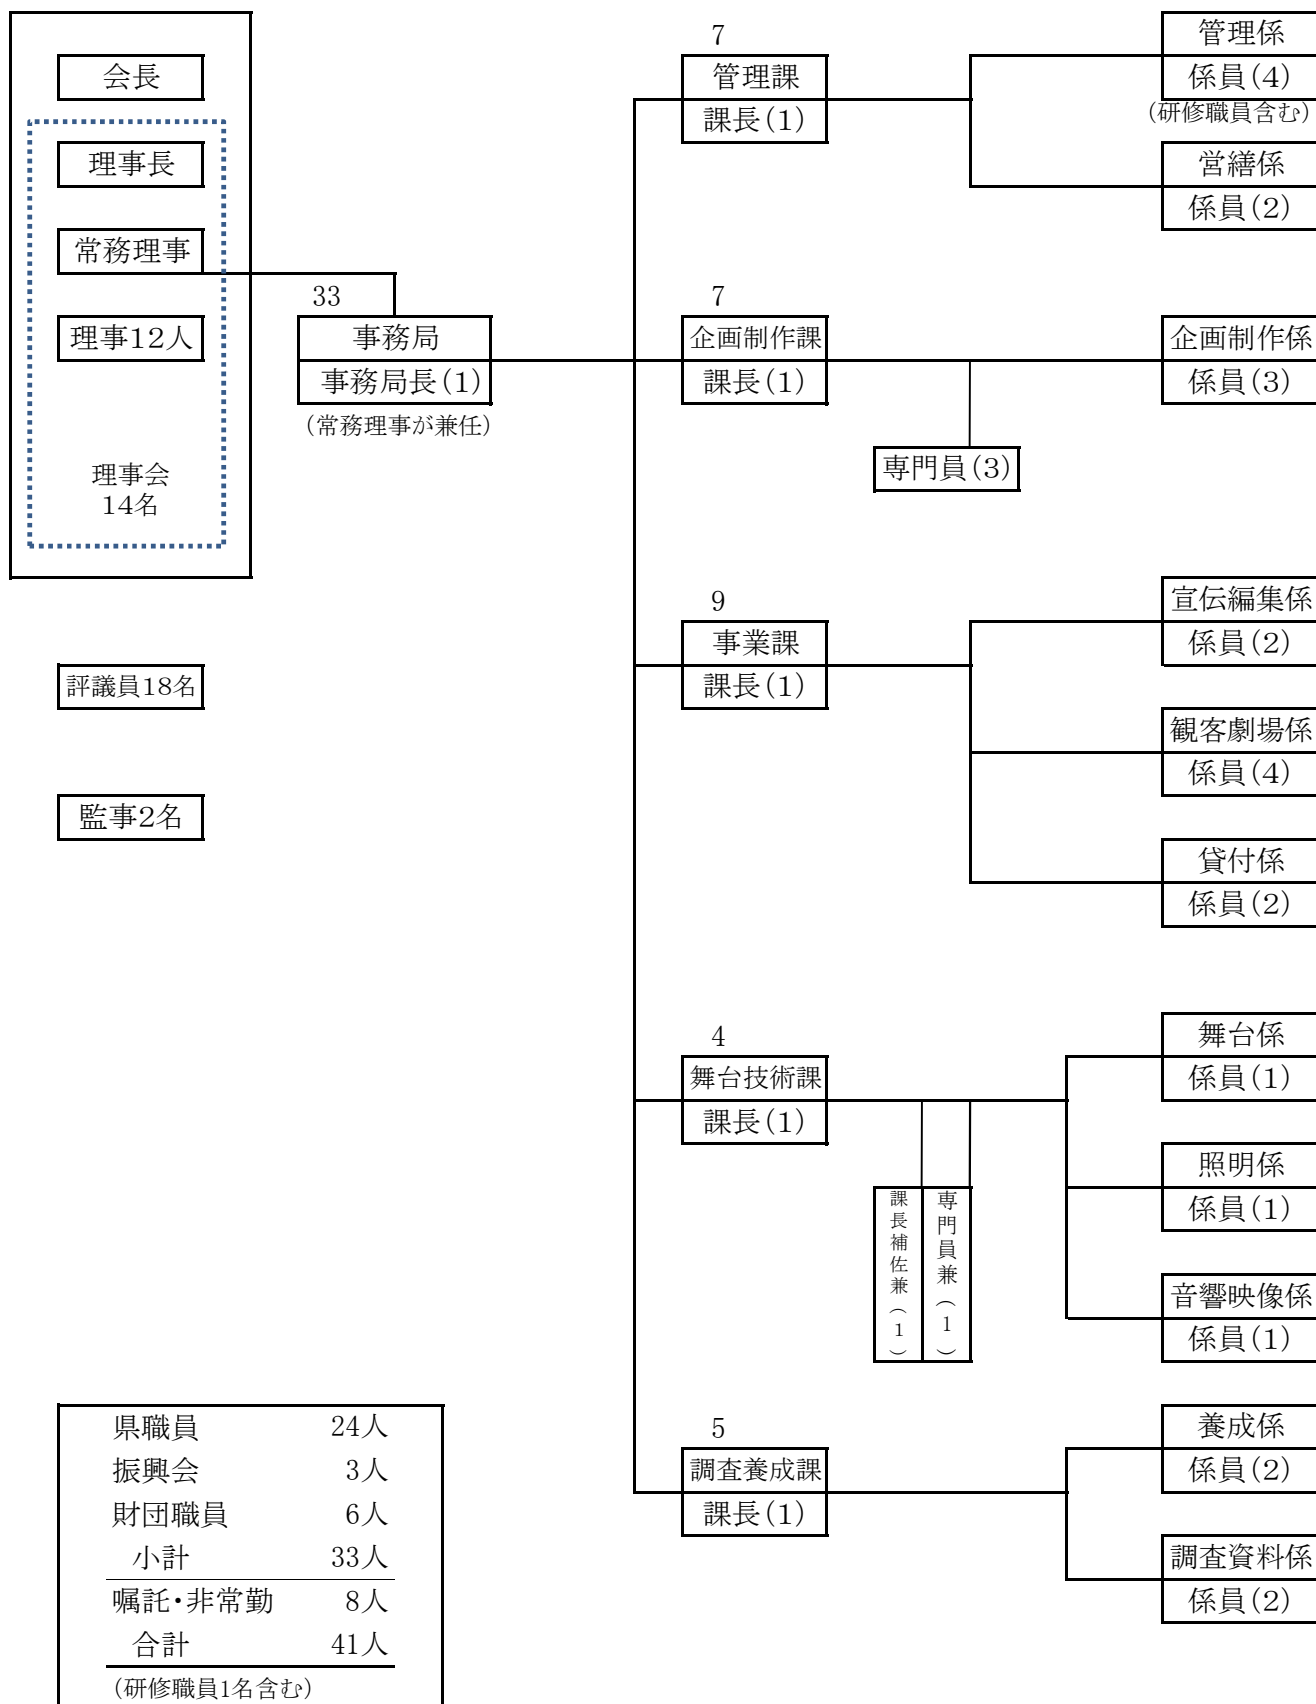 会長
理事長
常務理事
理事12人
理事会
14名
評議員18名
監事2名
33
事務局
事務局長(1)
(常務理事が兼任)
7
管理課
課長(1)
管理係
係員(4)
(研修職員含む)
営繕係
係員(2)
7
企画制作課
課長(1)
専門員(3)
企画制作係
係員(3)
9
事業課
課長(1)
宣伝編集係
係員(2)
観客劇場係
係員(4)
貸付係
係員(2)
4
舞台技術課
課長(1)
課長補佐兼(1)
専門員兼(1)
舞台係
係員(1)
照明係
係員(1)
音響映像係
係員(1)
5
調査養成課
課長(1)
養成係
係員(2)
調査資料係
係員(2)
県職員 24人
振興会 3人
財団職員 6人
小計 33人
嘱託・非常勤 8人
合計 41人
(研修職員1名含む)